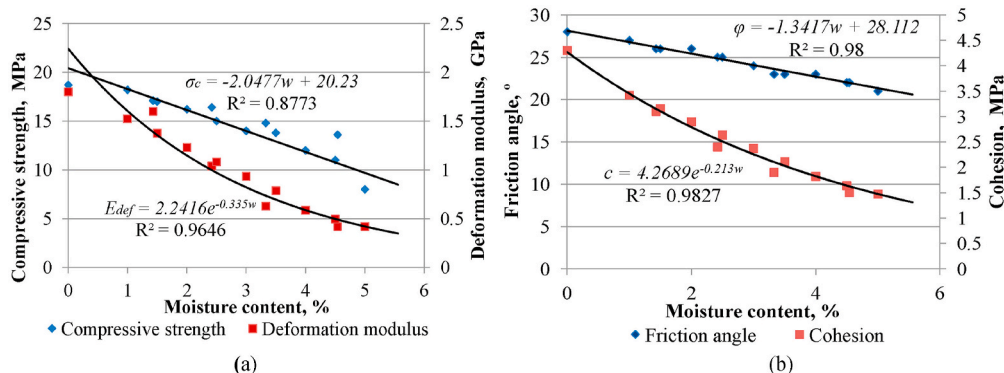 (a)
25
20
15
10
5
0
Compressive strength, MPa
2.5
2
1.5
1
0.5
0
Deformation modulus, GPa
σc = -2.0477w + 20.23
R² = 0.8773
Edef = 2.2416e^-0.335w
R² = 0.9646
0 1 2 3 4 5 6
Moisture content, %
Compressive strength Deformation modulus
(a)
30
25
20
15
10
5
0
Friction angle, °
5
4.5
4
3.5
3
2.5
2
1.5
1
0.5
0
Cohesion, MPa
φ = -1.3417w + 28.112
R² = 0.98
c = 4.2689e^-0.213w
R² = 0.9827
0 2 4 6
Moisture content, %
Friction angle Cohesion
(b)